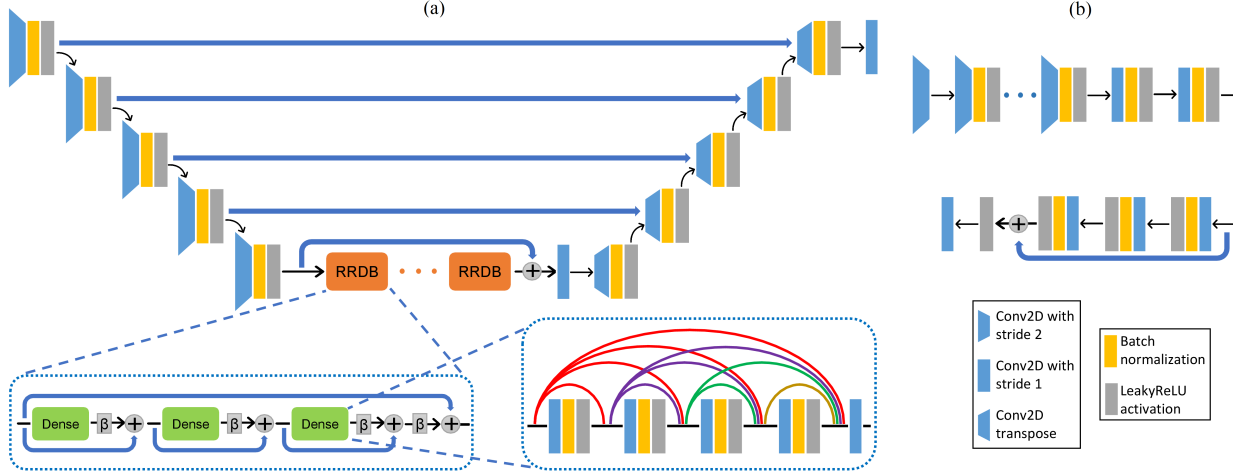 (a)
(b)
RRDB
RRDB
Dense
β
Dense
β
Dense
β
β
Conv2D with
stride 2
Conv2D with
stride 1
Conv2D
transpose
Batch
normalization
LeakyReLU
activation